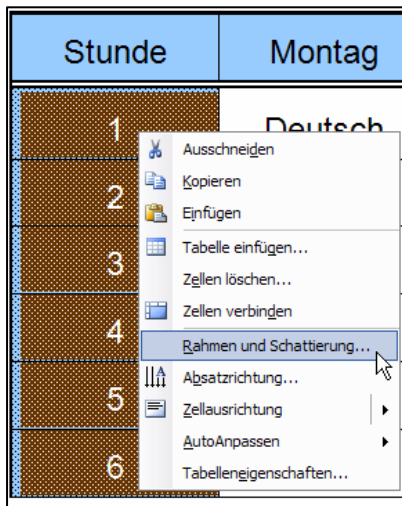 Stunde Montag
1 Deutsch
2
3
4
5
6
Ausschneiden
Kopieren
Einfügen
Tabelle einfügen...
Zellen löschen...
Zellen verbinden
Rahmen und Schattierung...
Absatzrichtung...
Zellausrichtung
AutoAnpassen
Tabelleneigenschaften...